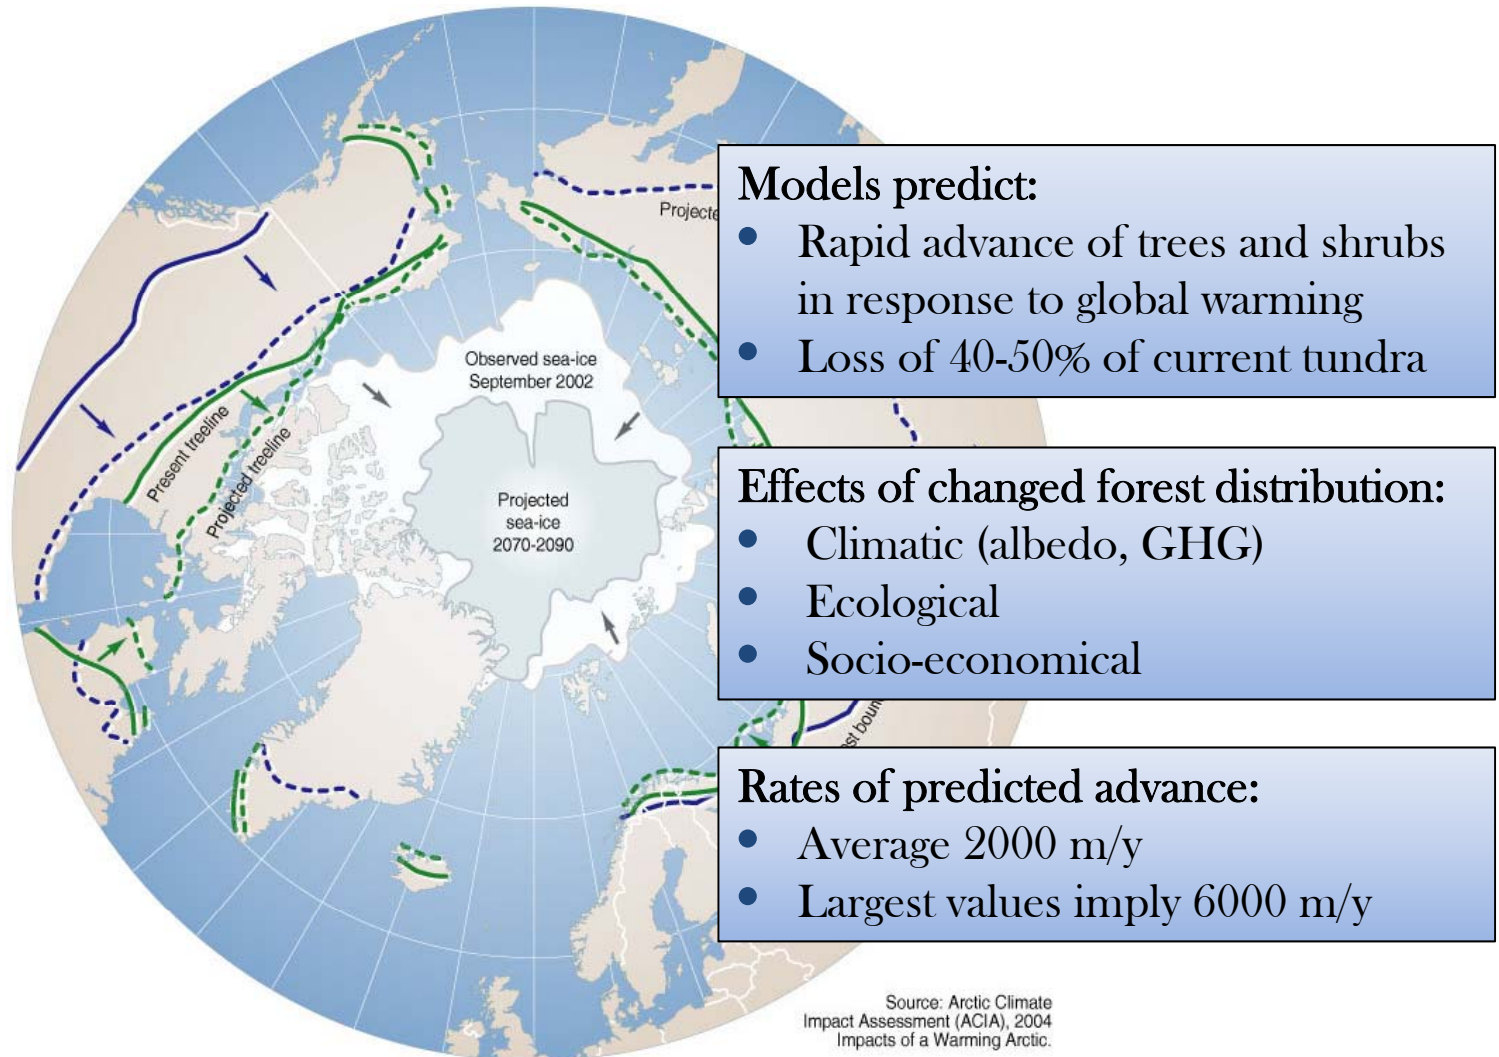 Models predict:
• Rapid advance of trees and shrubs
in response to global warming
• Loss of 40-50% of current tundra
Effects of changed forest distribution:
• Climatic (albedo, GHG)
• Ecological
• Socio-economical
Rates of predicted advance:
• Average 2000 m/y
• Largest values imply 6000 m/y
Observed sea-ice
September 2002
Projected
sea-ice
2070-2090
Present treeline
Projected treeline
Source: Arctic Climate
Impact Assessment (ACIA), 2004
Impacts of a Warming Arctic.